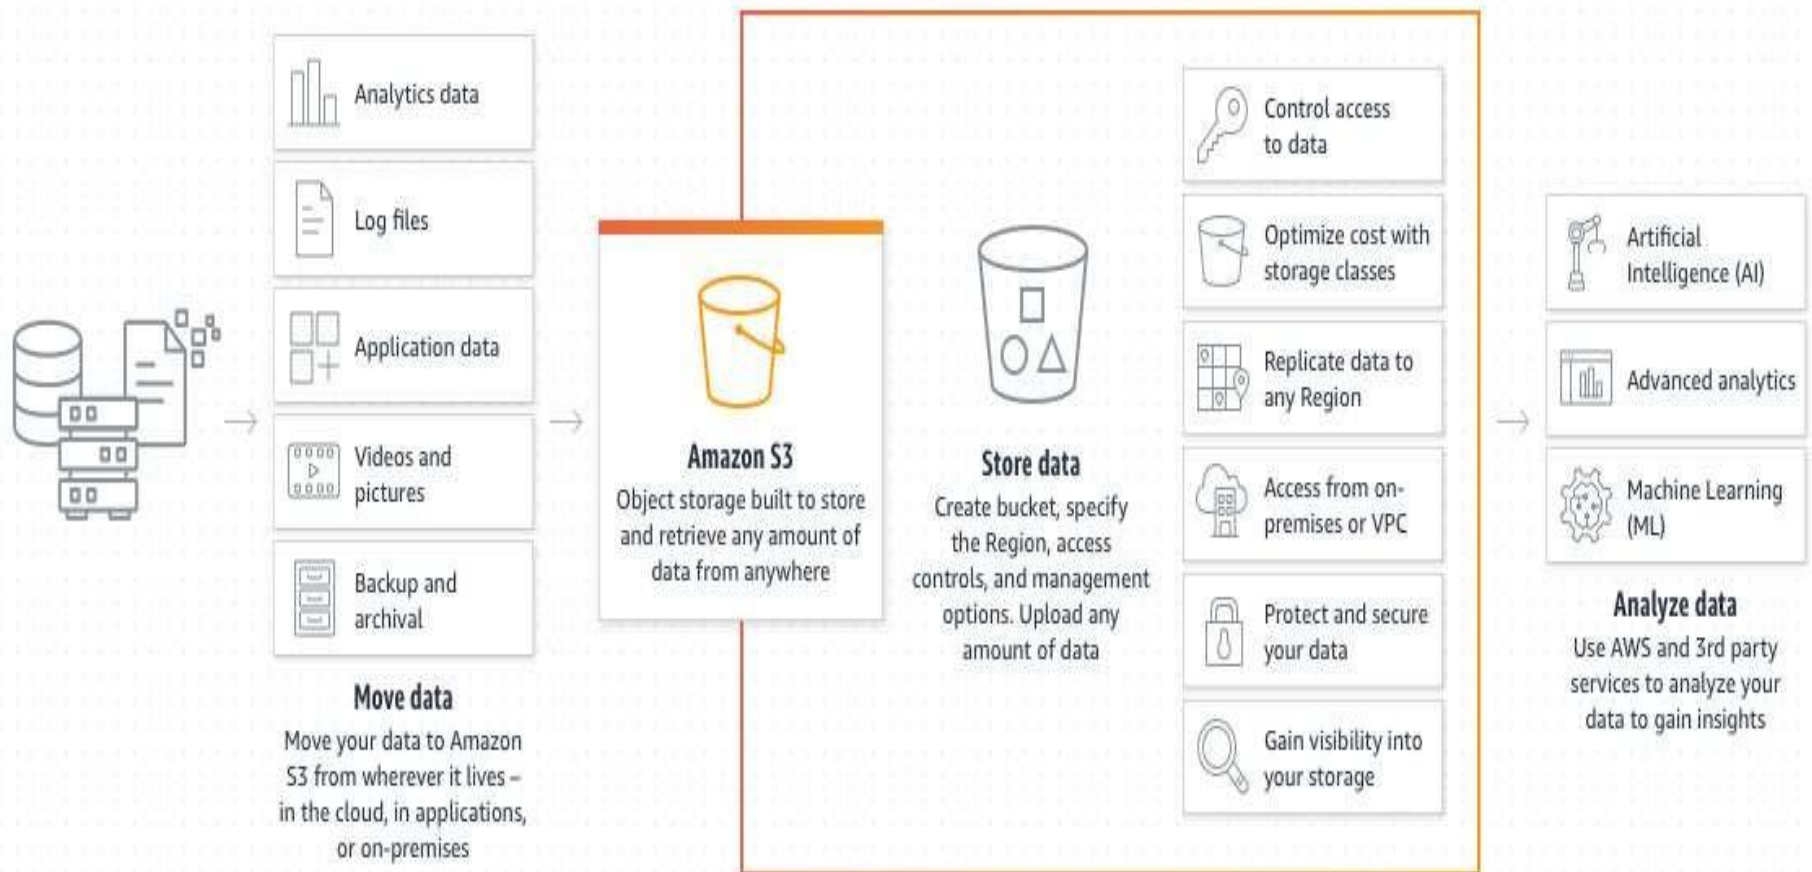 Analytics data
Log files
Application data
Videos and
pictures
Backup and
archival
Move data
Move your data to Amazon
S3 from wherever it lives –
in the cloud, in applications,
or on-premises
Amazon S3
Object storage built to store
and retrieve any amount of
data from anywhere
Store data
Create bucket, specify
the Region, access
controls, and management
options. Upload any
amount of data
Control access
to data
Optimize cost with
storage classes
Replicate data to
any Region
Access from on-
premises or VPC
Protect and secure
your data
Gain visibility into
your storage
Artificial
Intelligence (AI)
Advanced analytics
Machine Learning
(ML)
Analyze data
Use AWS and 3rd party
services to analyze your
data to gain insights